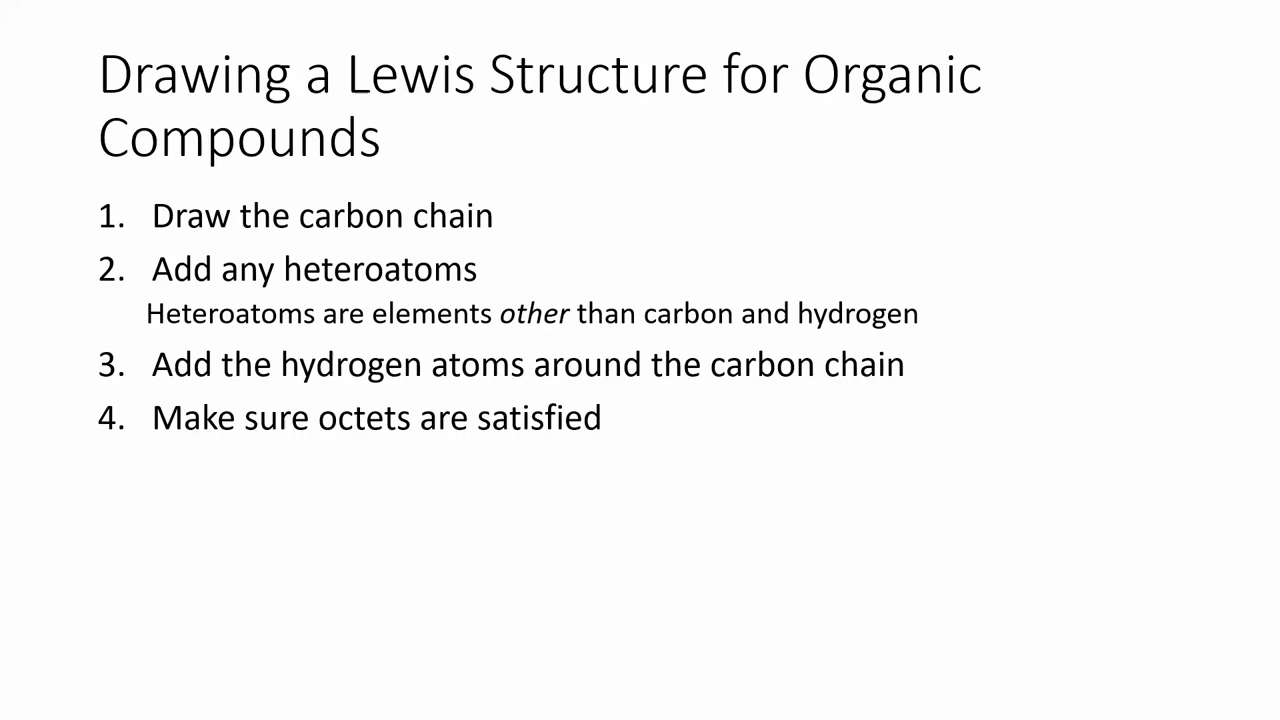 Drawing a Lewis Structure for Organic
Compounds
1. Draw the carbon chain
2. Add any heteroatoms
Heteroatoms are elements other than carbon and hydrogen
3. Add the hydrogen atoms around the carbon chain
4. Make sure octets are satisfied